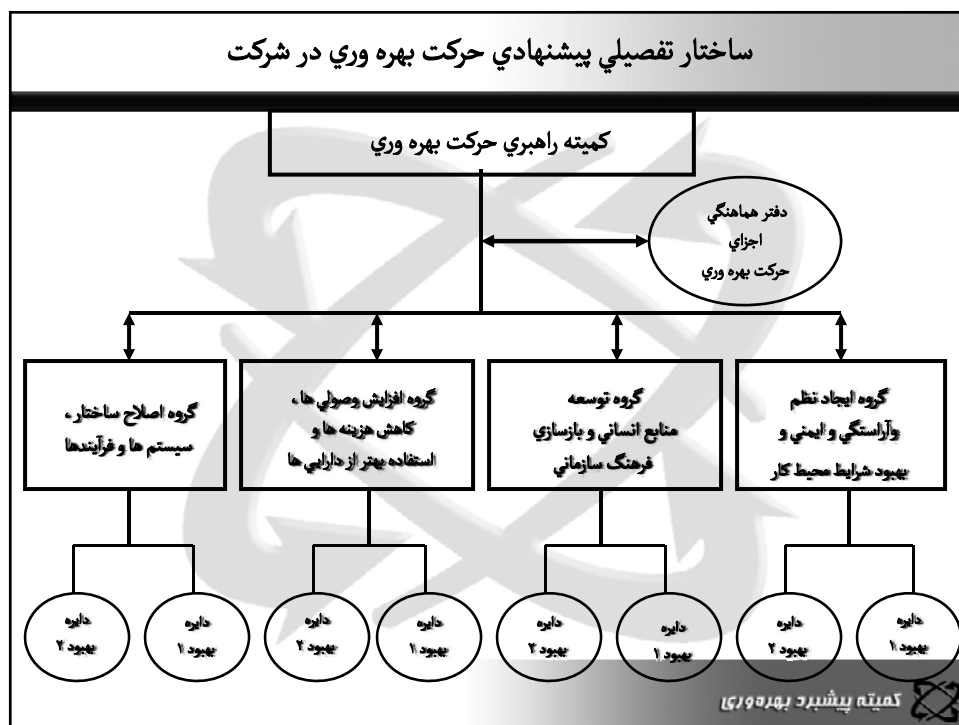 ساختار تفصيلي پيشنهادي حركت بهره وري در شركت
كميته راهبري حركت بهره وري
دفتر هماهنگي
اجزاي
حركت بهره وري
گروه ايجاد نظم
وآراستگي و ايمني و
بهبود شرايط محيط كار
گروه توسعه
منابع انساني و بازسازي
فرهنگ سازماني
گروه افزايش وصولي ها ،
كاهش هزينه ها و
استفاده بهتر از دارايي ها
گروه اصلاح ساختار ،
سيستم ها و فرآيندها
دايره
بهبود ۱
دايره
بهبود ۲
دايره
بهبود ۱
دايره
بهبود ۲
دايره
بهبود ۱
دايره
بهبود ۲
دايره
بهبود ۱
دايره
بهبود ۲
کمیته پیشبرد بهره‌وری